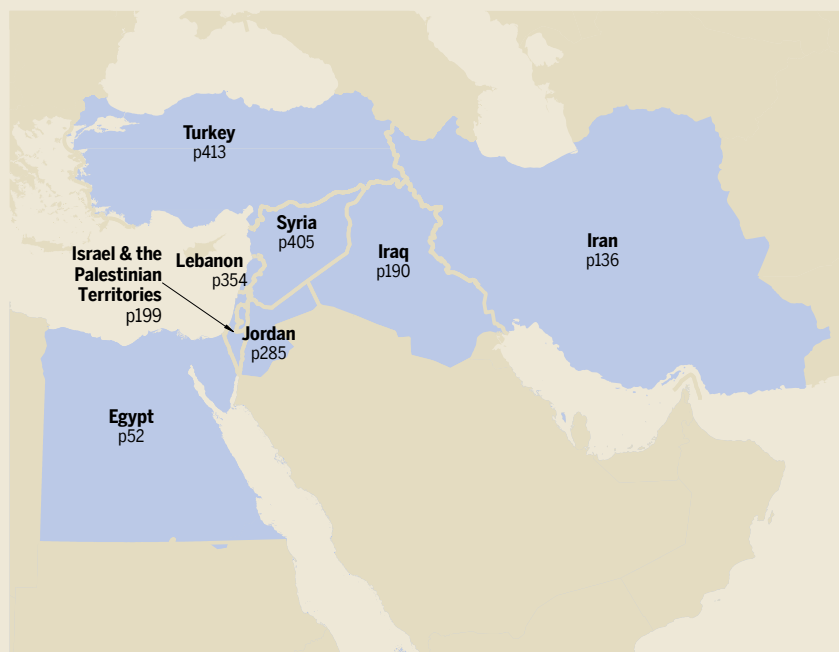 Turkey
p413
Syria
p405
Iraq
p190
Iran
p136
Lebanon
p354
Israel & the
Palestinian
Territories
p199
Jordan
p285
Egypt
p52